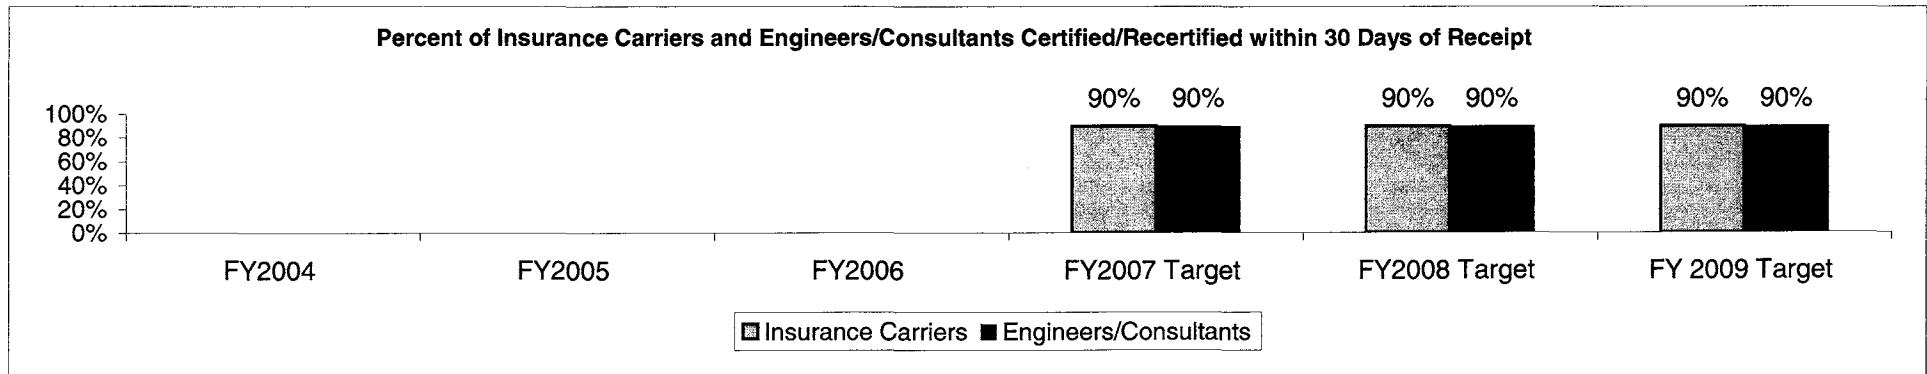 Percent of Insurance Carriers and Engineers/Consultants Certified/Recertified within 30 Days of Receipt
90% 90% 90% 90% 90% 90%
100%
80%
60%
40%
20%
0%
FY2004 FY2005 FY2006 FY2007 Target FY2008 Target FY 2009 Target
Insurance Carriers Engineers/Consultants